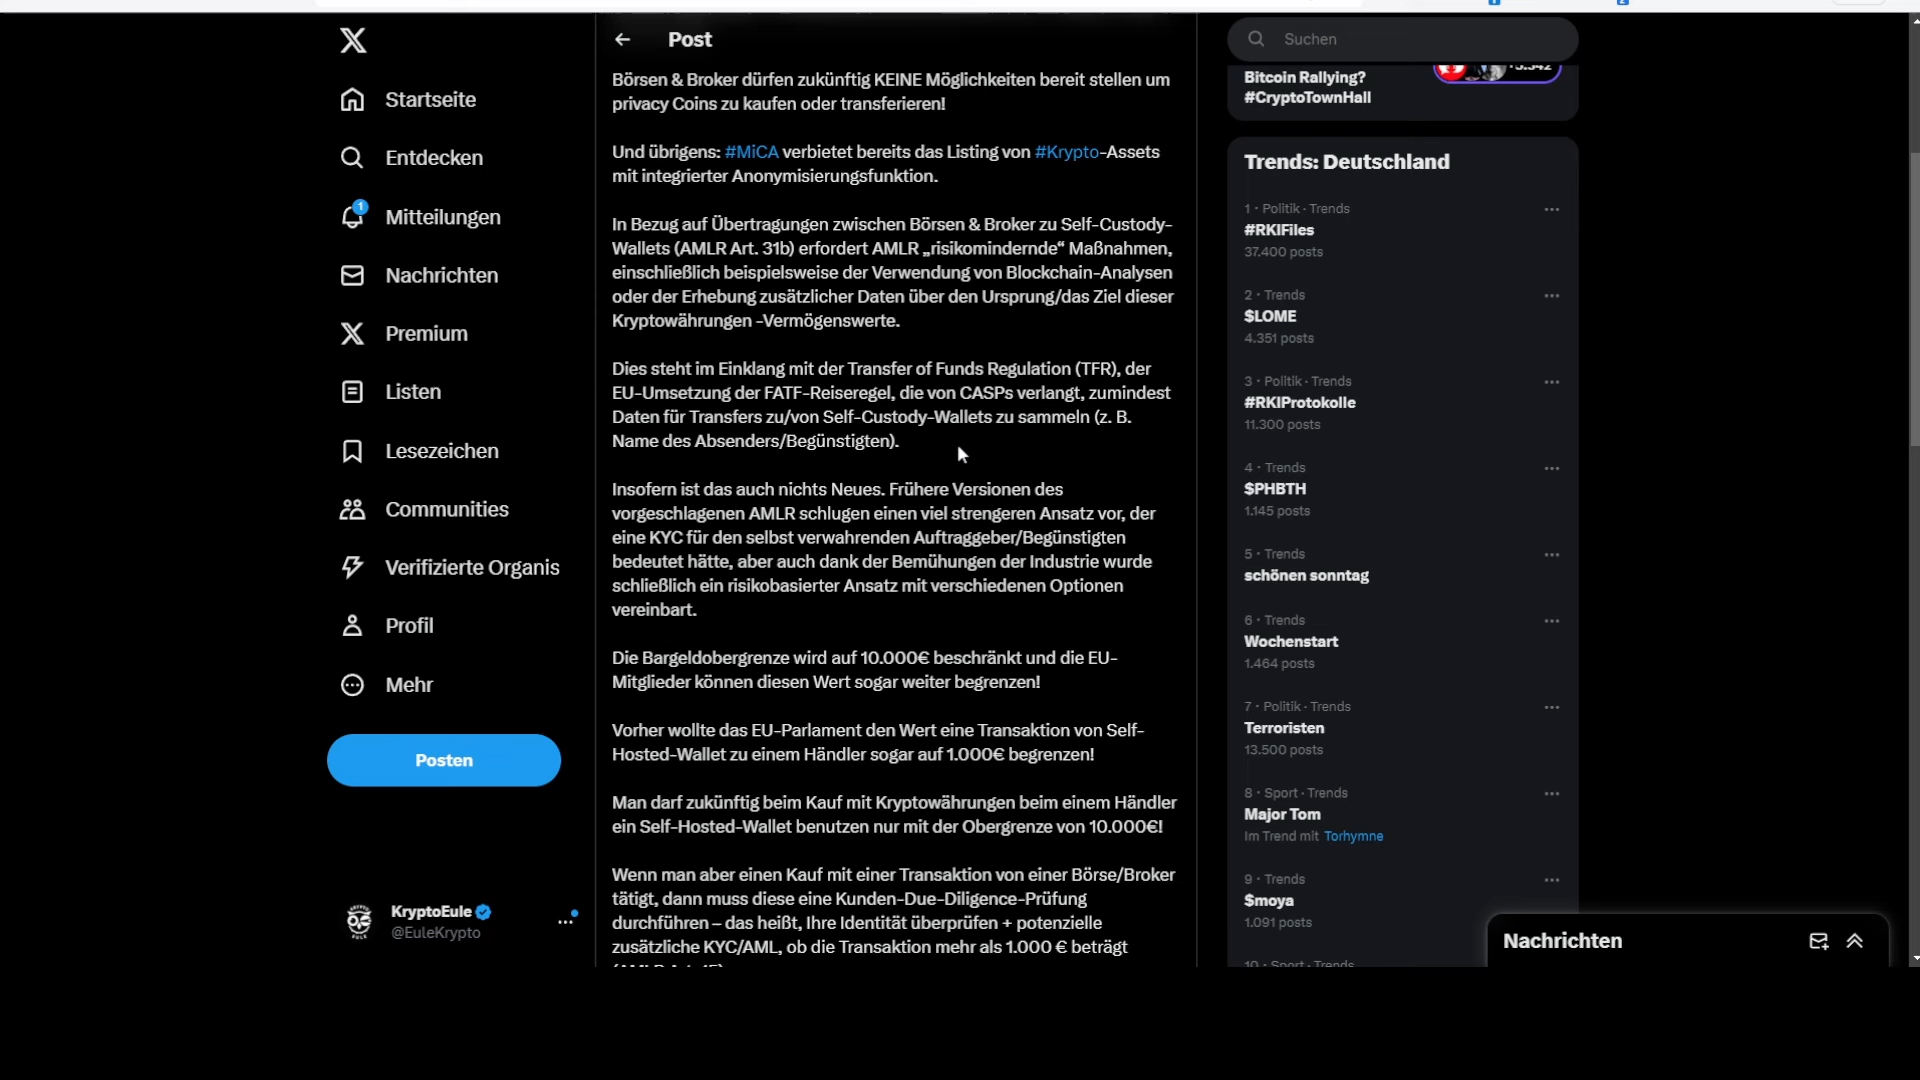 Startseite
Entdecken
1
Mitteilungen
Nachrichten
Premium
Listen
Lesezeichen
Communities
Verifizierte Organis
Profil
Mehr
Posten
KryptoEule
@EuleKrypto
Post
Börsen & Broker dürfen zukünftig KEINE Möglichkeiten bereit stellen um
privacy Coins zu kaufen oder transferieren!
Und übrigens: #MiCA verbietet bereits das Listing von #Krypto-Assets
mit integrierter Anonymisierungsfunktion.
In Bezug auf Übertragungen zwischen Börsen & Broker zu Self-Custody-
Wallets (AMLR Art. 31b) erfordert AMLR „risikomindernde“ Maßnahmen,
einschließlich beispielsweise der Verwendung von Blockchain-Analysen
oder der Erhebung zusätzlicher Daten über den Ursprung/das Ziel dieser
Kryptowährungen -Vermögenswerte.
Dies steht im Einklang mit der Transfer of Funds Regulation (TFR), der
EU-Umsetzung der FATF-Reiseregel, die von CASPs verlangt, zumindest
Daten für Transfers zu/von Self-Custody-Wallets zu sammeln (z. B.
Name des Absenders/Begünstigten).
Insofern ist das auch nichts Neues. Frühere Versionen des
vorgeschlagenen AMLR schlugen einen viel strengeren Ansatz vor, der
eine KYC für den selbst verwahrenden Auftraggeber/Begünstigten
bedeutet hätte, aber auch dank der Bemühungen der Industrie wurde
schließlich ein risikobasierter Ansatz mit verschiedenen Optionen
vereinbart.
Die Bargeldobergrenze wird auf 10.000€ beschränkt und die EU-
Mitglieder können diesen Wert sogar weiter begrenzen!
Vorher wollte das EU-Parlament den Wert eine Transaktion von Self-
Hosted-Wallet zu einem Händler sogar auf 1.000€ begrenzen!
Man darf zukünftig beim Kauf mit Kryptowährungen beim einem Händler
ein Self-Hosted-Wallet benutzen nur mit der Obergrenze von 10.000€!
Wenn man aber einen Kauf mit einer Transaktion von einer Börse/Broker
tätigt, dann muss diese eine Kunden-Due-Diligence-Prüfung
durchführen – das heißt, Ihre Identität überprüfen + potenzielle
zusätzliche KYC/AML, ob die Transaktion mehr als 1.000 € beträgt
Suchen
Bitcoin Rallying?
#CryptoTownHall
Trends: Deutschland
1 · Politik · Trends
#RKIFiles
37.400 posts
2 · Trends
$LOME
4.351 posts
3 · Politik · Trends
#RKIProtokolle
11.300 posts
4 · Trends
$PHBTH
1.145 posts
5 · Trends
schönen sonntag
6 · Trends
Wochenstart
1.464 posts
7 · Politik · Trends
Terroristen
13.500 posts
8 · Sport · Trends
Major Tom
Im Trend mit Torhymne
9 · Trends
$moya
1.091 posts
10 · Sport · Trends
Nachrichten